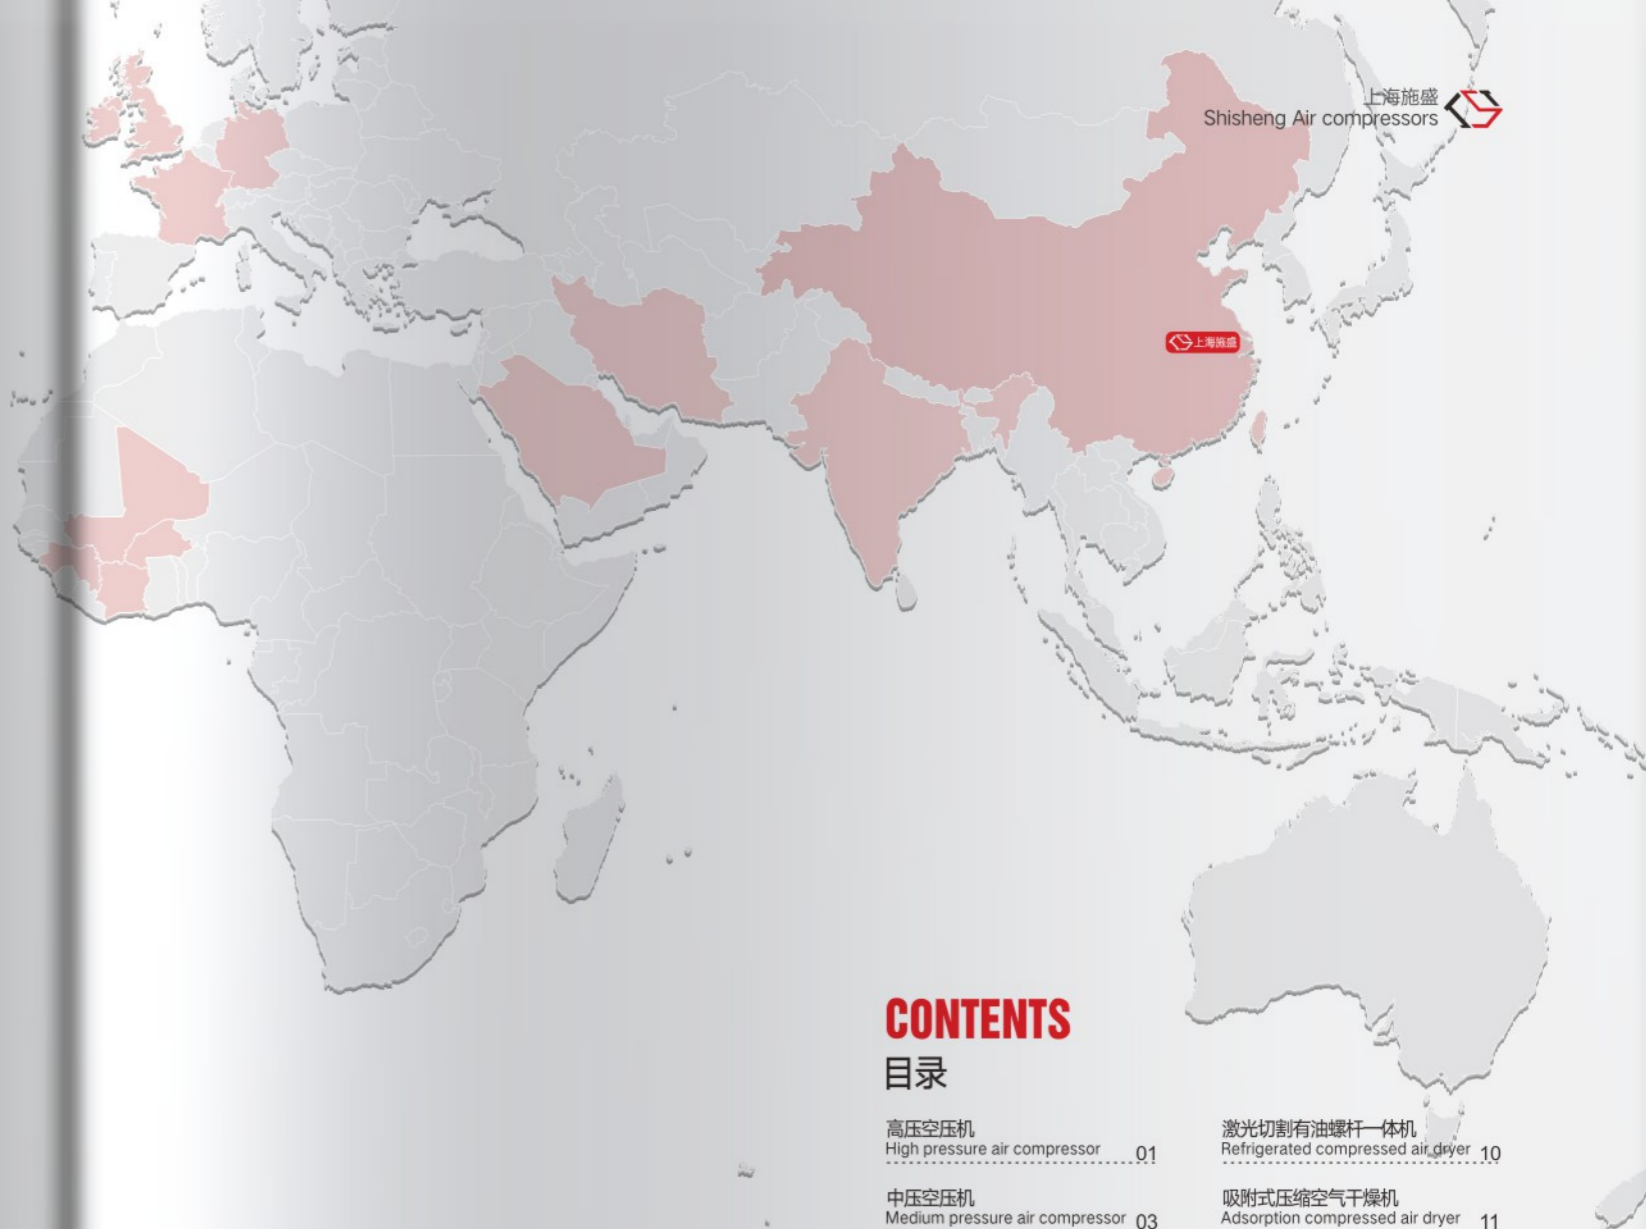 上海施盛
Shisheng Air compressors
上海施盛
CONTENTS
目录
高压空压机
High pressure air compressor 01
激光切割有油螺杆一体机
Refrigerated compressed air dryer 10
中压空压机
Medium pressure air compressor 03
吸附式压缩空气干燥机
Adsorption compressed air dryer 11